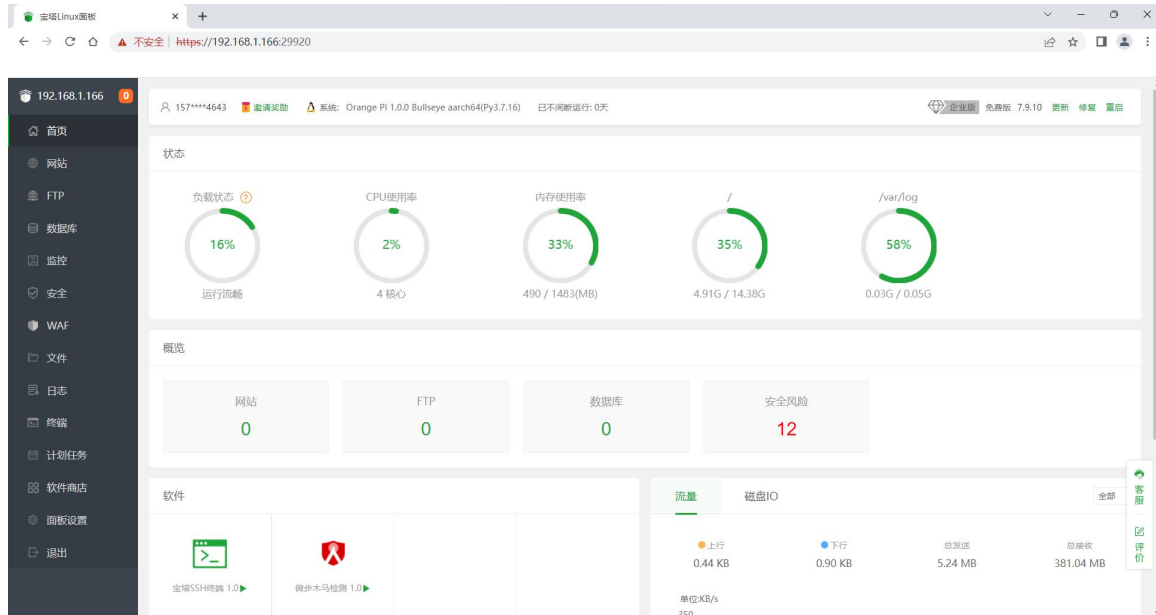 宝塔Linux面板
不安全 | https://192.168.1.166:29920
192.168.1.166 0
首页
网站
FTP
数据库
监控
安全
WAF
文件
日志
终端
计划任务
软件商店
面板设置
退出
157****4643 邀请奖励 系统: Orange Pi 1.0.0 Bullseye aarch64(Py3.7.16) 已不间断运行: 0天 企业版 免费版 7.9.10 更新 修复 重启
状态
负载状态 ? CPU使用率 内存使用率 / /var/log
16% 2% 33% 35% 58%
运行流畅 4 核心 490 / 1483(MB) 4.91G / 14.38G 0.03G / 0.05G
概览
网站 FTP 数据库 安全风险
0 0 0 12
软件
宝塔SSH终端 1.0 微步木马检测 1.0
流量 磁盘IO 全部
上行 下行 总发送 总接收
0.44 KB 0.90 KB 5.24 MB 381.04 MB
单位:KB/s
350
客服
评价